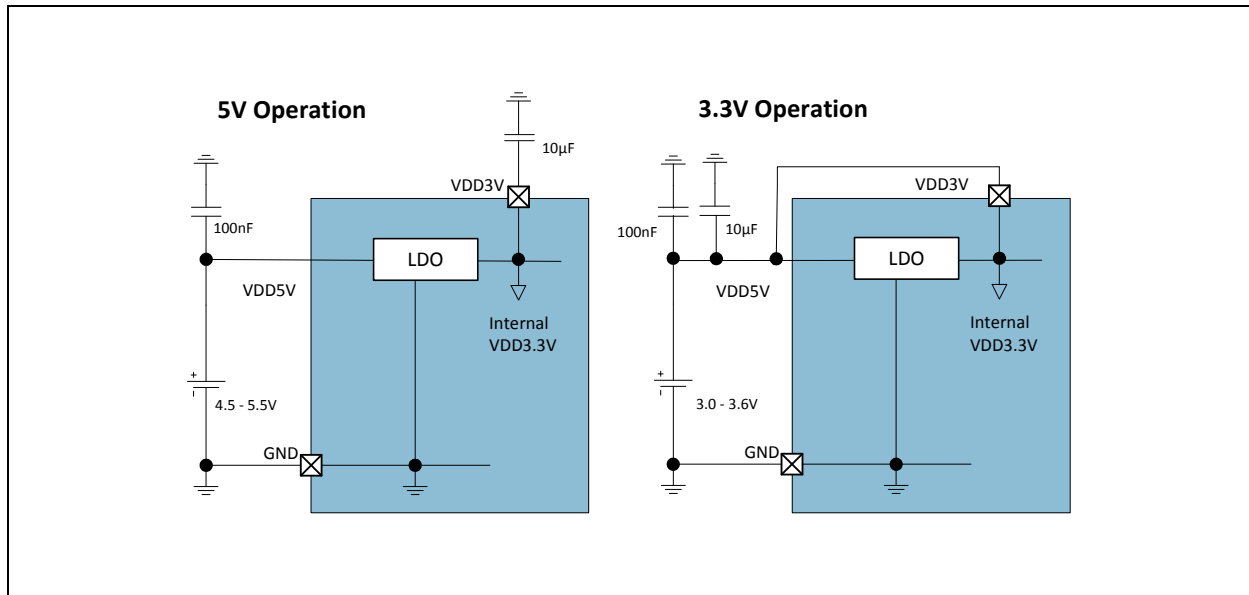 5V Operation
10µF
VDD3V
100nF
LDO
VDD5V
Internal
VDD3.3V
+
-
4.5 - 5.5V
GND
3.3V Operation
VDD3V
100nF
10µF
LDO
VDD5V
Internal
VDD3.3V
+
-
3.0 - 3.6V
GND